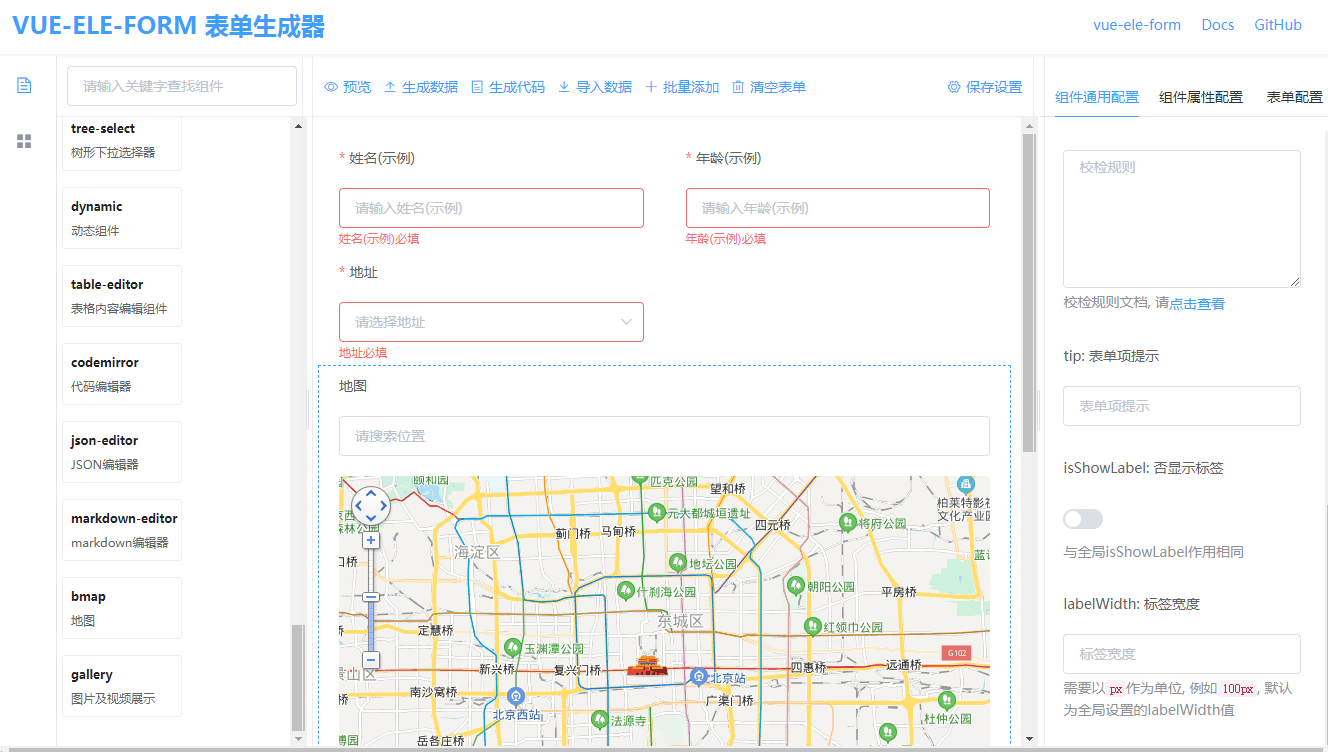 VUE-ELE-FORM 表单生成器
vue-ele-form
Docs
GitHub
请输入关键字查找组件
预览
生成数据
生成代码
导入数据
批量添加
清空表单
保存设置
组件通用配置
组件属性配置
表单配置
tree-select
树形下拉选择器
dynamic
动态组件
table-editor
表格内容编辑组件
codemirror
代码编辑器
json-editor
JSON编辑器
markdown-editor
markdown编辑器
bmap
地图
gallery
图片及视频展示
* 姓名(示例)
请输入姓名(示例)
姓名(示例)必填
* 年龄(示例)
请输入年龄(示例)
年龄(示例)必填
* 地址
请选择地址
地址必填
地图
请搜索位置
颐和园
匹克公园
望和桥
柏莱特影视
文化产业园
元大都城垣遗址
四元桥
将府公园
森林公园
蓟门桥
马甸桥
海淀区
地坛公园
什刹海公园
朝阳公园
平房桥
东城区
红领巾公园
定慧桥
玉渊潭公园
G102
新兴桥
复兴门桥
四惠桥
远通桥
北京站
南沙窝桥
广渠门桥
北京西站
法源寺
杜仲公园
岳各庄桥
校检规则
校检规则文档, 请点击查看
tip: 表单项提示
表单项提示
isShowLabel: 否显示标签
与全局isShowLabel作用相同
labelWidth: 标签宽度
标签宽度
需要以 px 作为单位, 例如 100px , 默认
为全局设置的labelWidth值